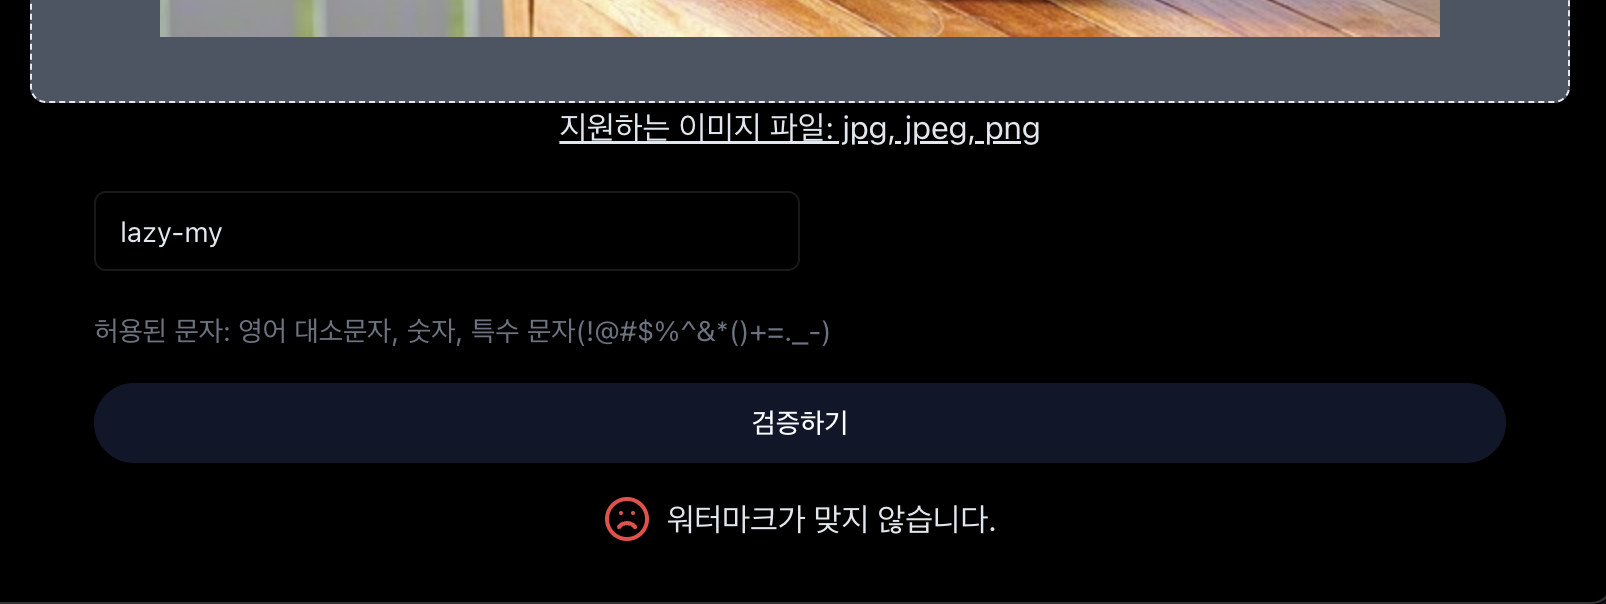 지원하는 이미지 파일: jpg, jpeg, png
lazy-my
허용된 문자: 영어 대소문자, 숫자, 특수 문자(!@#$%^&*()+=._-)
검증하기
워터마크가 맞지 않습니다.